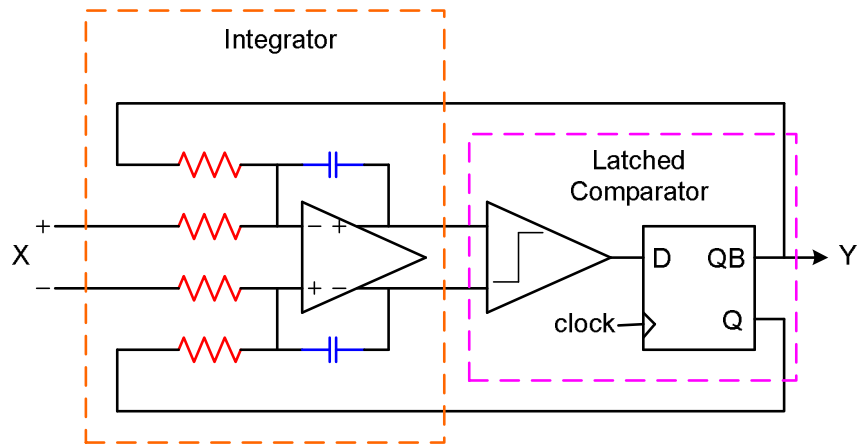 Integrator
Latched
Comparator
+
X
−
− +
+ −
D QB
Y
Q
clock